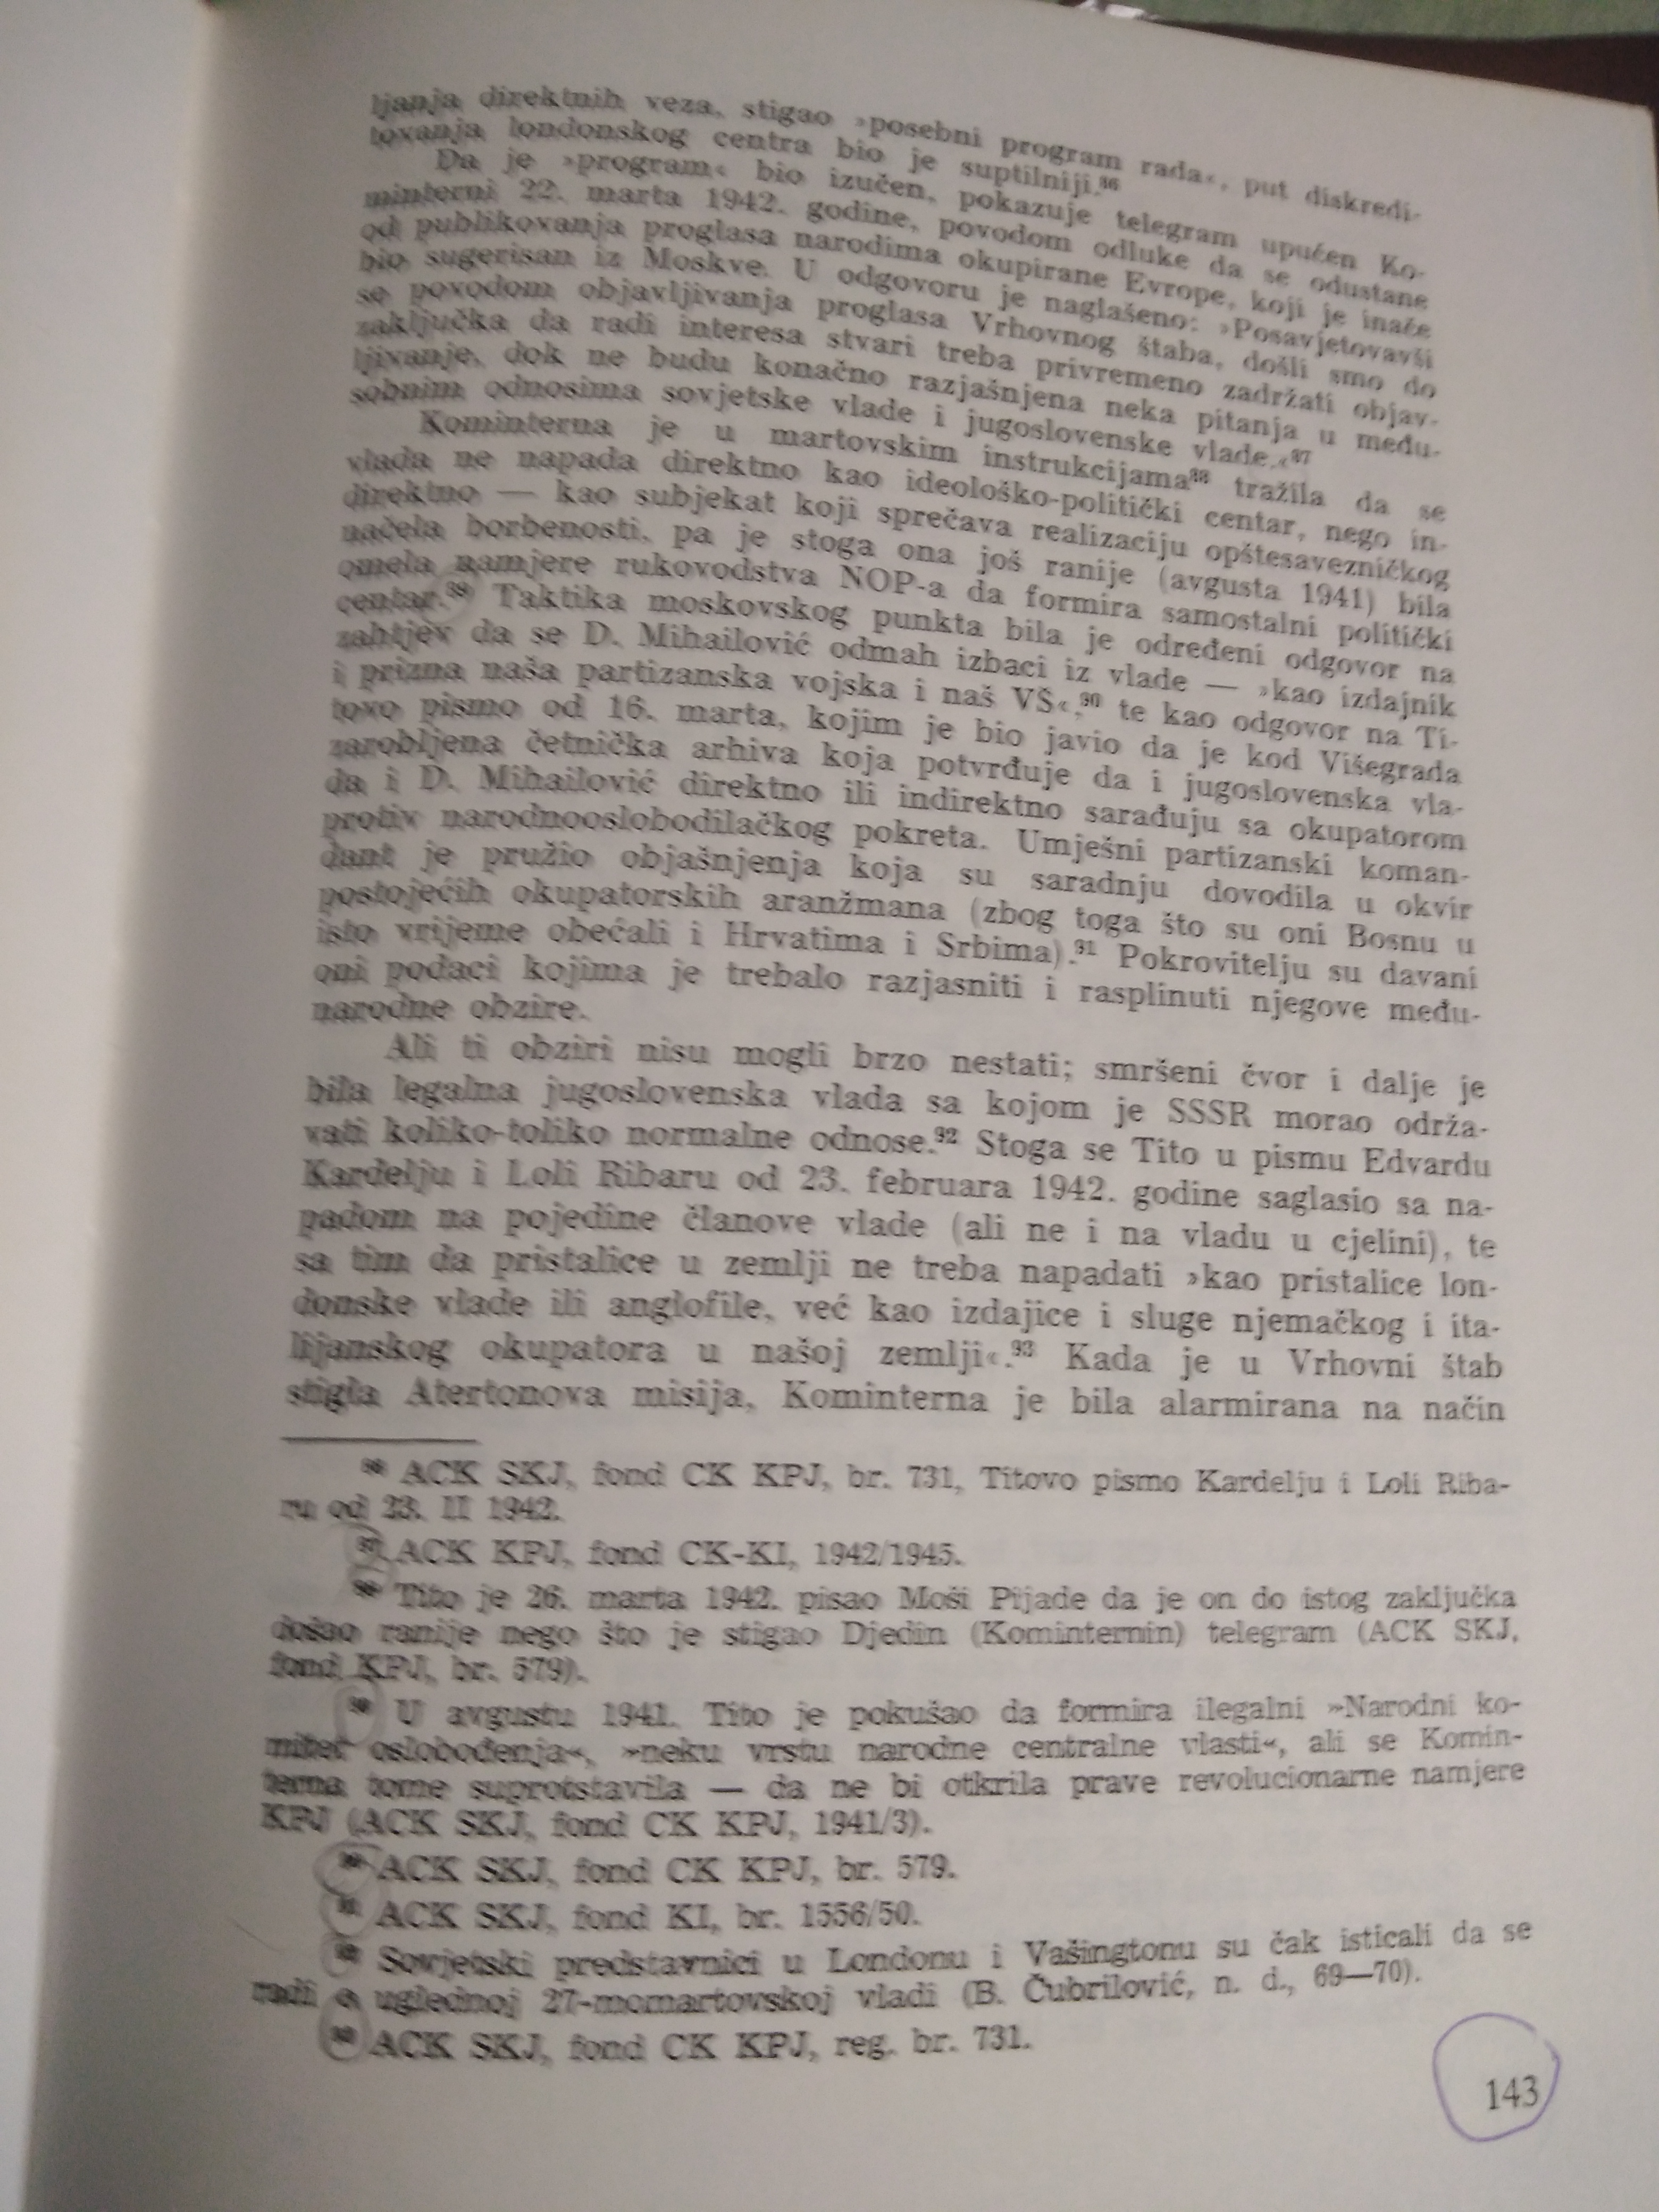 ljanja direktnih veza, stigao »posebni program rada«, put diskredi-
tovanja londonskog centra bio je suptilniji.⁸⁶
Da je »program« bio izučen, pokazuje telegram upućen Ko-
minterni 22. marta 1942. godine, povodom odluke da se odustane
od publikovanja proglasa narodima okupirane Evrope, koji je inače
bio sugerisan iz Moskve. U odgovoru je naglašeno: »Posavjetovavši
se povodom objavljivanja proglasa Vrhovnog štaba, došli smo do
zaključka da radi interesa stvari treba privremeno zadržati objav-
ljivanje, dok ne budu konačno razjašnjena neka pitanja u među-
sobnim odnosima sovjetske vlade i jugoslovenske vlade.«⁸⁷
Kominterna je u martovskim instrukcijama⁸⁸ tražila da se
vlada ne napada direktno kao ideološko-politički centar, nego in-
direktno — kao subjekat koji sprečava realizaciju opštesavezničkog
načela borbenosti, pa je stoga ona još ranije (avgusta 1941) bila
omela namjere rukovodstva NOP-a da formira samostalni politički
centar.⁸⁹ Taktika moskovskog punkta bila je određeni odgovor na
zahtjev da se D. Mihailović odmah izbaci iz vlade — »kao izdajnik
i prizna naša partizanska vojska i naš VŠ«,⁹⁰ te kao odgovor na Ti-
tovo pismo od 16. marta, kojim je bio javio da je kod Višegrada
zarobljena četnička arhiva koja potvrđuje da i jugoslovenska vla-
da i D. Mihailović direktno ili indirektno sarađuju sa okupatorom
protiv narodnooslobodilačkog pokreta. Umješni partizanski koman-
dant je pružio objašnjenja koja su saradnju dovodila u okvir
postojećih okupatorskih aranžmana (zbog toga što su oni Bosnu u
isto vrijeme obećali i Hrvatima i Srbima).⁹¹ Pokrovitelju su davani
oni podaci kojima je trebalo razjasniti i rasplinuti njegove među-
narodne obzire.
Ali ti obziri nisu mogli brzo nestati; smršeni čvor i dalje je
bila legalna jugoslovenska vlada sa kojom je SSSR morao održa-
vati koliko-toliko normalne odnose.⁹² Stoga se Tito u pismu Edvardu
Kardelju i Loli Ribaru od 23. februara 1942. godine saglasio sa na-
padom na pojedine članove vlade (ali ne i na vladu u cjelini), te
sa tim da pristalice u zemlji ne treba napadati »kao pristalice lon-
donske vlade ili anglofile, već kao izdajice i sluge njemačkog i ita-
lijanskog okupatora u našoj zemlji«.⁹³ Kada je u Vrhovni štab
stigla Atertonova misija, Kominterna je bila alarmirana na način
⁸⁶ ACK SKJ, fond CK KPJ, br. 731, Titovo pismo Kardelju i Loli Riba-
ru od 23. II 1942.
⁸⁷ ACK KPJ, fond CK-KI, 1942/1945.
⁸⁸ Tito je 26. marta 1942. pisao Moši Pijade da je on do istog zaključka
došao ranije nego što je stigao Djedin (Kominternin) telegram (ACK SKJ,
fond KPJ, br. 579).
⁸⁹ U avgustu 1941. Tito je pokušao da formira ilegalni »Narodni ko-
mitet oslobođenja«, »neku vrstu narodne centralne vlasti«, ali se Komin-
terna tome suprotstavila — da ne bi otkrila prave revolucionarne namjere
KPJ (ACK SKJ, fond CK KPJ, 1941/3).
⁹⁰ ACK SKJ, fond CK KPJ, br. 579.
⁹¹ ACK SKJ, fond KI, br. 1556/50.
⁹² Sovjetski predstavnici u Londonu i Vašingtonu su čak isticali da se
radi o uglednoj 27-momartovskoj vladi (B. Čubrilović, n. d., 69—70).
⁹³ ACK SKJ, fond CK KPJ, reg. br. 731.
143